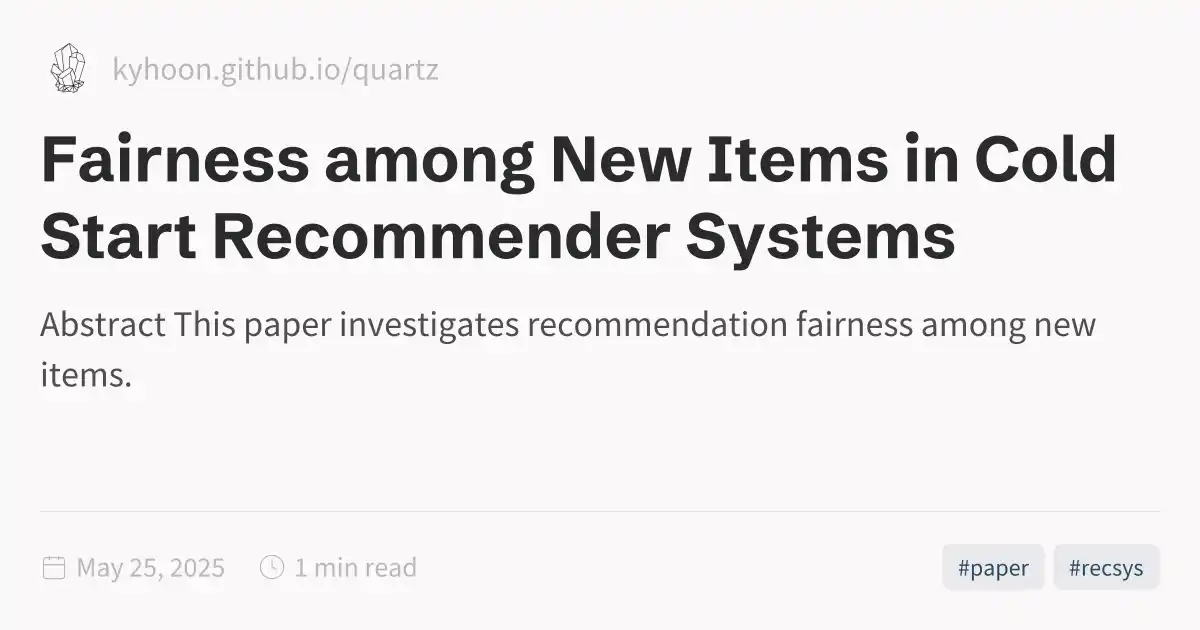 kyhoon.github.io/quartz
Fairness among New Items in Cold
Start Recommender Systems
Abstract This paper investigates recommendation fairness among new
items.
May 25, 2025
1 min read
#paper
#recsys